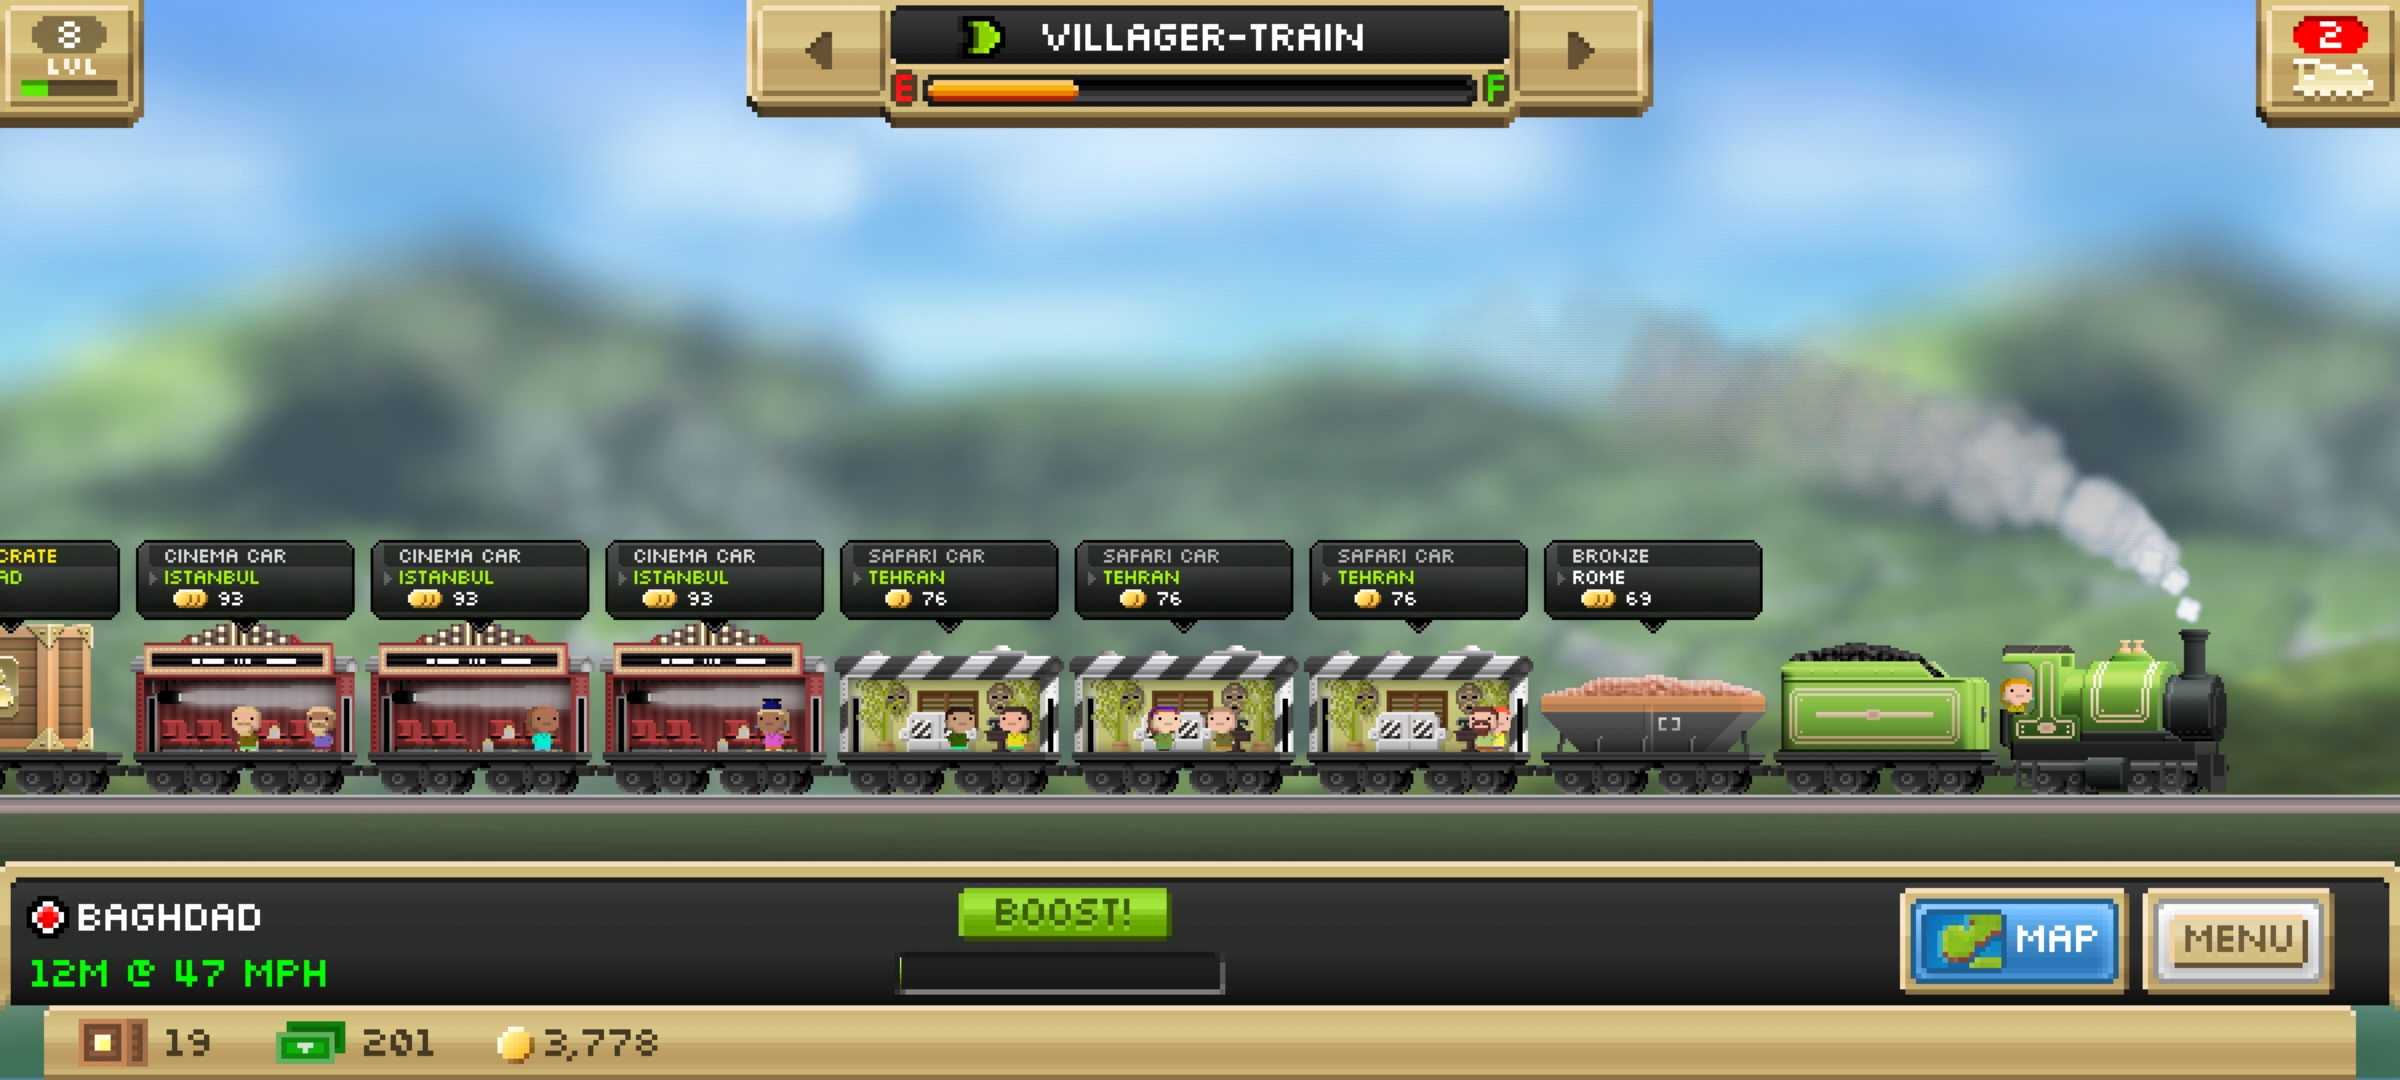 8
LVL
VILLAGER-TRAIN
E F
2
CRATE
AD
CINEMA CAR
ISTANBUL
93
CINEMA CAR
ISTANBUL
93
CINEMA CAR
ISTANBUL
93
SAFARI CAR
TEHRAN
76
SAFARI CAR
TEHRAN
76
SAFARI CAR
TEHRAN
76
BRONZE
ROME
69
BAGHDAD
12M @ 47 MPH
BOOST!
MAP
MENU
19
201
3,778